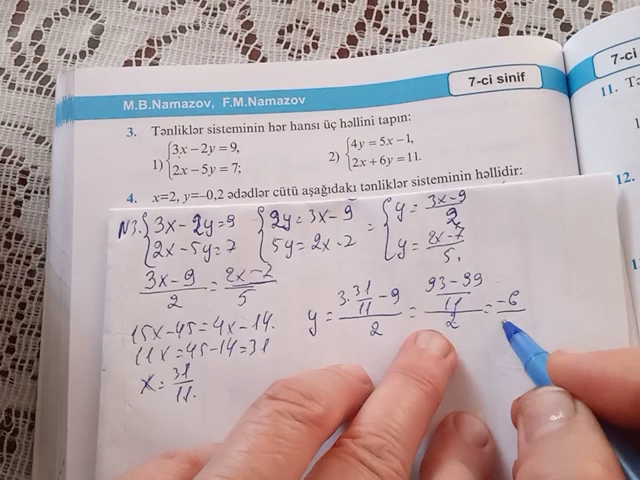 7-ci sinif
M.B.Namazov, F.M.Namazov
3. Tənliklər sisteminin hər hansı üç həllini tapın:
1) {3x – 2y = 9, 2x – 5y = 7;
2) {4y = 5x – 1, 2x + 6y = 11.
4. x=2, y=–0,2 ədədlər cütü aşağıdakı tənliklər sisteminin həllidir:
N3. {3x-2y=9 {2y=3x-9 = {y=(3x-9)/2
{2x-5y=7 {5y=2x-7 {y=(2x-7)/5.
(3x-9)/2 = (2x-7)/5
15x-45=4x-14.
11x=45-14=31
x=31/11.
y = (3·31/11 - 9)/2 = ((93-99)/11)/2 = -6
7-ci
11. Tə
12.